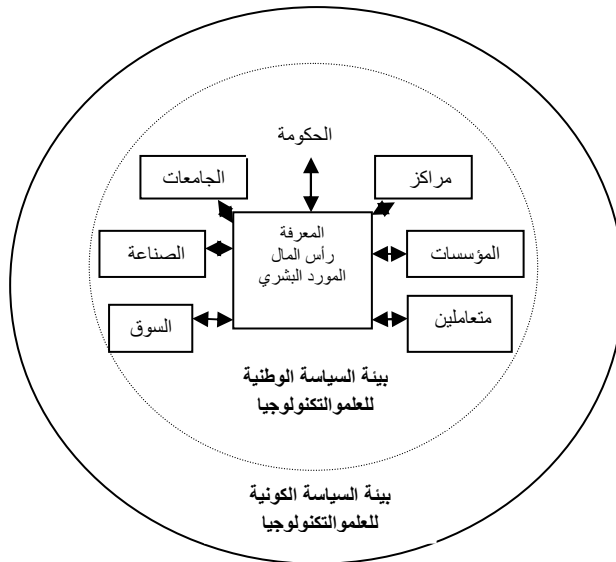 الحكومة
مراكز
الجامعات
المعرفة
رأس المال
المورد البشري
المؤسسات
الصناعة
متعاملين
السوق
بيئة السياسة الوطنية
للعلموالتكنولوجيا
بيئة السياسة الكونية
للعلموالتكنولوجيا